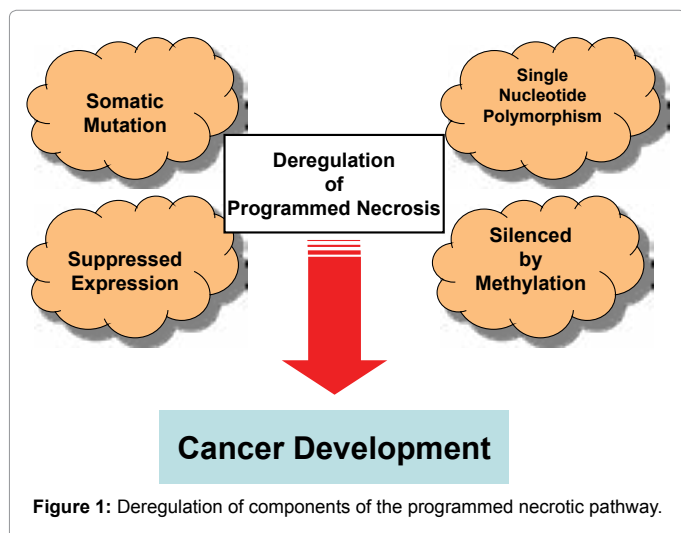 Somatic
Mutation
Single
Nucleotide
Polymorphism
Deregulation
of
Programmed Necrosis
Suppressed
Expression
Silenced
by
Methylation
Cancer Development
Figure 1: Deregulation of components of the programmed necrotic pathway.